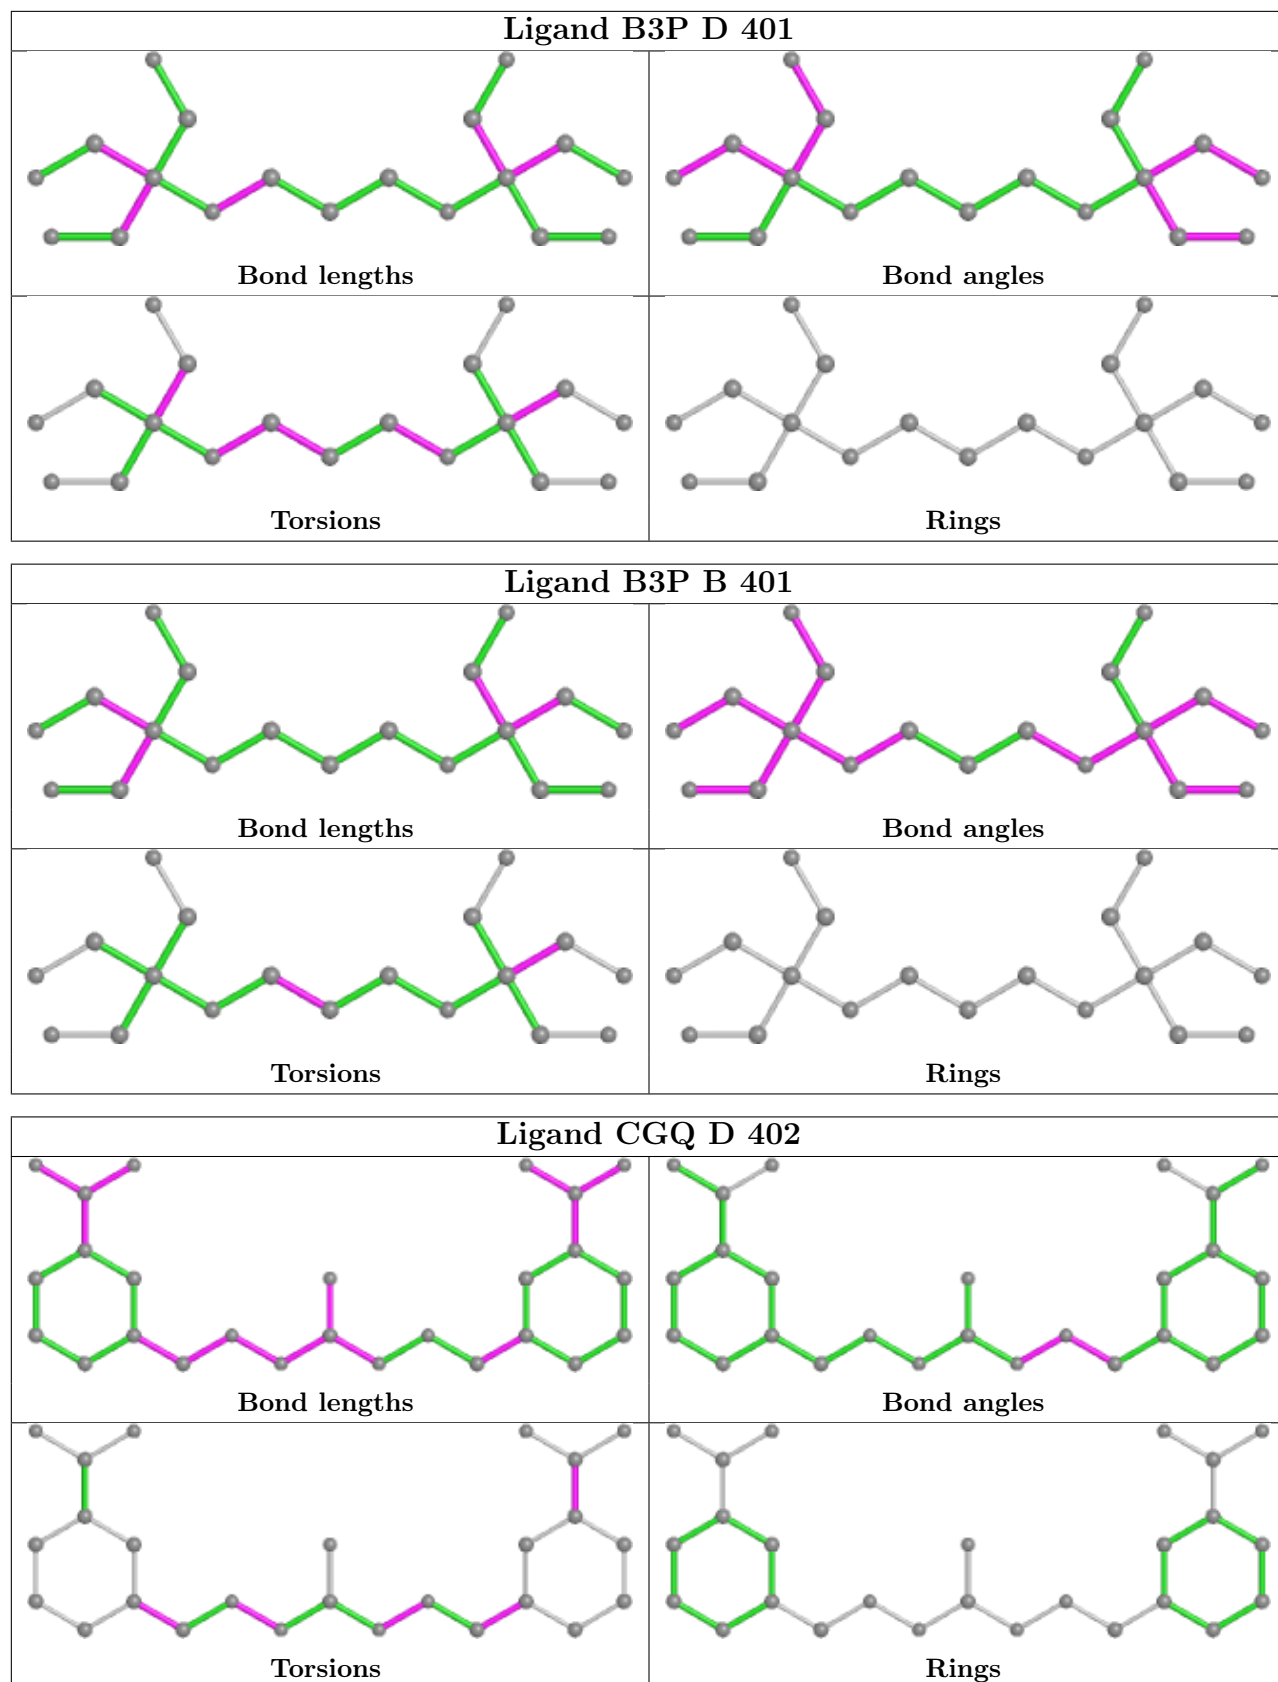 Ligand B3P D 401
Bond lengths
Bond angles
Torsions
Rings
Ligand B3P B 401
Bond lengths
Bond angles
Torsions
Rings
Ligand CGQ D 402
Bond lengths
Bond angles
Torsions
Rings